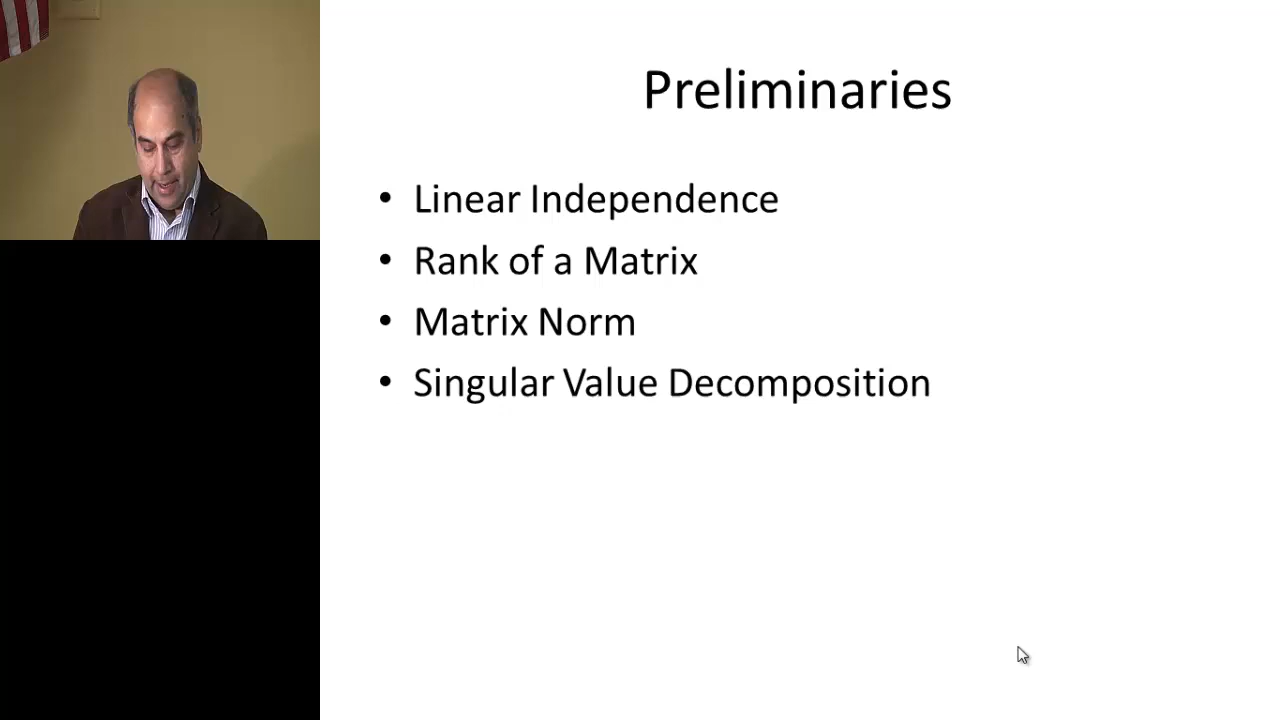 Preliminaries
• Linear Independence
• Rank of a Matrix
• Matrix Norm
• Singular Value Decomposition